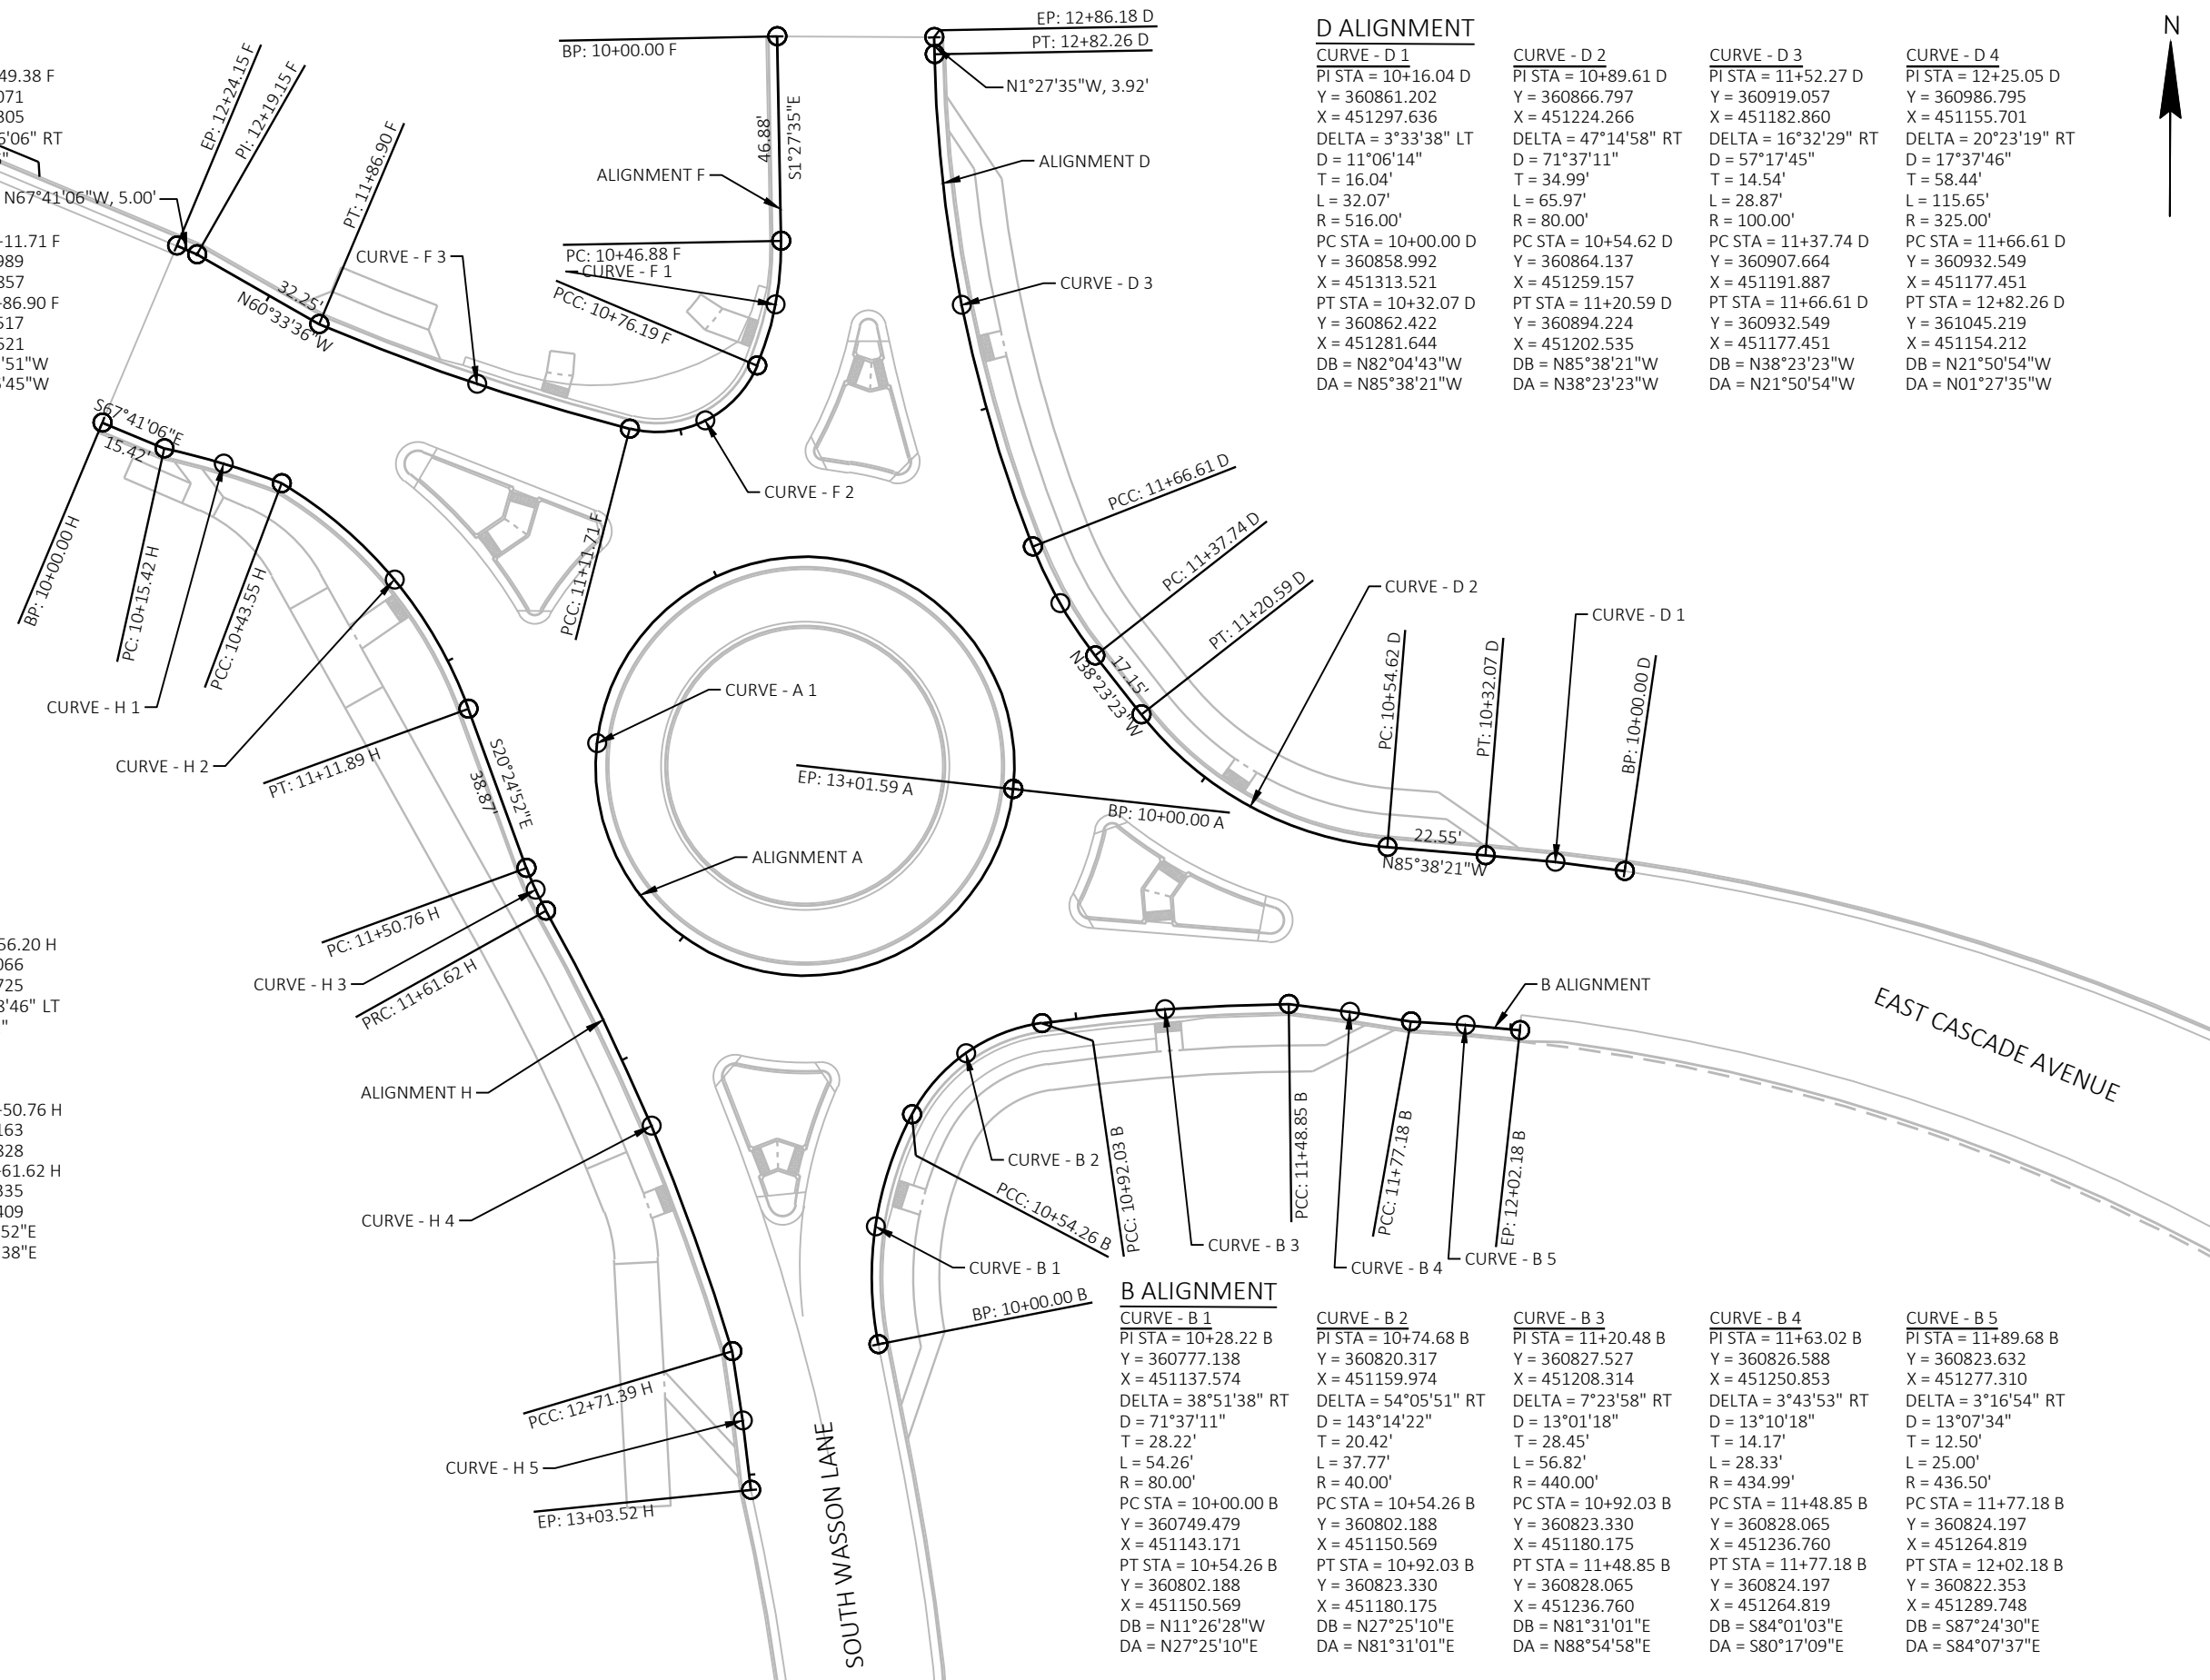 D ALIGNMENT
CURVE - D 1
PI STA = 10+16.04 D
Y = 360861.202
X = 451297.636
DELTA = 3°33'38" LT
D = 11°06'14"
T = 16.04'
L = 32.07'
R = 516.00'
PC STA = 10+00.00 D
Y = 360858.992
X = 451313.521
PT STA = 10+32.07 D
Y = 360862.422
X = 451281.644
DB = N82°04'43"W
DA = N85°38'21"W
CURVE - D 2
PI STA = 10+89.61 D
Y = 360866.797
X = 451224.266
DELTA = 47°14'58" RT
D = 71°37'11"
T = 34.99'
L = 65.97'
R = 80.00'
PC STA = 10+54.62 D
Y = 360864.137
X = 451259.157
PT STA = 11+20.59 D
Y = 360894.224
X = 451202.535
DB = N85°38'21"W
DA = N38°23'23"W
CURVE - D 3
PI STA = 11+52.27 D
Y = 360919.057
X = 451182.860
DELTA = 16°32'29" RT
D = 57°17'45"
T = 14.54'
L = 28.87'
R = 100.00'
PC STA = 11+37.74 D
Y = 360907.664
X = 451191.887
PT STA = 11+66.61 D
Y = 360932.549
X = 451177.451
DB = N38°23'23"W
DA = N21°50'54"W
CURVE - D 4
PI STA = 12+25.05 D
Y = 360986.795
X = 451155.701
DELTA = 20°23'19" RT
D = 17°37'46"
T = 58.44'
L = 115.65'
R = 325.00'
PC STA = 11+66.61 D
Y = 360932.549
X = 451177.451
PT STA = 12+82.26 D
Y = 361045.219
X = 451154.212
DB = N21°50'54"W
DA = N01°27'35"W
N
49.38 F
071
305
5'06" RT
11.71 F
989
857
86.90 F
517
521
'51"W
'45"W
EP: 12+24.15 F
PI: 12+19.15 F
PT: 11+86.90 F
N67°41'06"W, 5.00'
32.25'
N60°33'36"W
CURVE - F 3
BP: 10+00.00 F
46.88'
S1°27'35"E
ALIGNMENT F
PC: 10+46.88 F
CURVE - F 1
PCC: 10+76.19 F
CURVE - F 2
PCC: 11+11.71 F
EP: 12+86.18 D
PT: 12+82.26 D
N1°27'35"W, 3.92'
ALIGNMENT D
CURVE - D 3
PCC: 11+66.61 D
PC: 11+37.74 D
PT: 11+20.59 D
17.15'
N38°23'23"W
CURVE - D 2
CURVE - D 1
PC: 10+54.62 D
PT: 10+32.07 D
BP: 10+00.00 D
22.55'
N85°38'21"W
S67°41'06"E
15.42'
BP: 10+00.00 H
PC: 10+15.42 H
PCC: 10+43.55 H
CURVE - H 1
CURVE - H 2
PT: 11+11.89 H
S20°24'52"E
38.87'
CURVE - A 1
EP: 13+01.59 A
BP: 10+00.00 A
ALIGNMENT A
PC: 11+50.76 H
CURVE - H 3
PRC: 11+61.62 H
ALIGNMENT H
CURVE - H 4
PCC: 12+71.39 H
CURVE - H 5
EP: 13+03.52 H
56.20 H
066
725
3'46" LT
50.76 H
163
828
61.62 H
335
409
52"E
38"E
EAST CASCADE AVENUE
B ALIGNMENT
CURVE - B 2
PCC: 10+54.26 B
PCC: 10+92.03 B
CURVE - B 3
PCC: 11+48.85 B
PCC: 11+77.18 B
CURVE - B 4
EP: 12+02.18 B
CURVE - B 5
CURVE - B 1
BP: 10+00.00 B
SOUTH WASSON LANE
B ALIGNMENT
CURVE - B 1
PI STA = 10+28.22 B
Y = 360777.138
X = 451137.574
DELTA = 38°51'38" RT
D = 71°37'11"
T = 28.22'
L = 54.26'
R = 80.00'
PC STA = 10+00.00 B
Y = 360749.479
X = 451143.171
PT STA = 10+54.26 B
Y = 360802.188
X = 451150.569
DB = N11°26'28"W
DA = N27°25'10"E
CURVE - B 2
PI STA = 10+74.68 B
Y = 360820.317
X = 451159.974
DELTA = 54°05'51" RT
D = 143°14'22"
T = 20.42'
L = 37.77'
R = 40.00'
PC STA = 10+54.26 B
Y = 360802.188
X = 451150.569
PT STA = 10+92.03 B
Y = 360823.330
X = 451180.175
DB = N27°25'10"E
DA = N81°31'01"E
CURVE - B 3
PI STA = 11+20.48 B
Y = 360827.527
X = 451208.314
DELTA = 7°23'58" RT
D = 13°01'18"
T = 28.45'
L = 56.82'
R = 440.00'
PC STA = 10+92.03 B
Y = 360823.330
X = 451180.175
PT STA = 11+48.85 B
Y = 360828.065
X = 451236.760
DB = N81°31'01"E
DA = N88°54'58"E
CURVE - B 4
PI STA = 11+63.02 B
Y = 360826.588
X = 451250.853
DELTA = 3°43'53" RT
D = 13°10'18"
T = 14.17'
L = 28.33'
R = 434.99'
PC STA = 11+48.85 B
Y = 360828.065
X = 451236.760
PT STA = 11+77.18 B
Y = 360824.197
X = 451264.819
DB = S84°01'03"E
DA = S80°17'09"E
CURVE - B 5
PI STA = 11+89.68 B
Y = 360823.632
X = 451277.310
DELTA = 3°16'54" RT
D = 13°07'34"
T = 12.50'
L = 25.00'
R = 436.50'
PC STA = 11+77.18 B
Y = 360824.197
X = 451264.819
PT STA = 12+02.18 B
Y = 360822.353
X = 451289.748
DB = S87°24'30"E
DA = S84°07'37"E